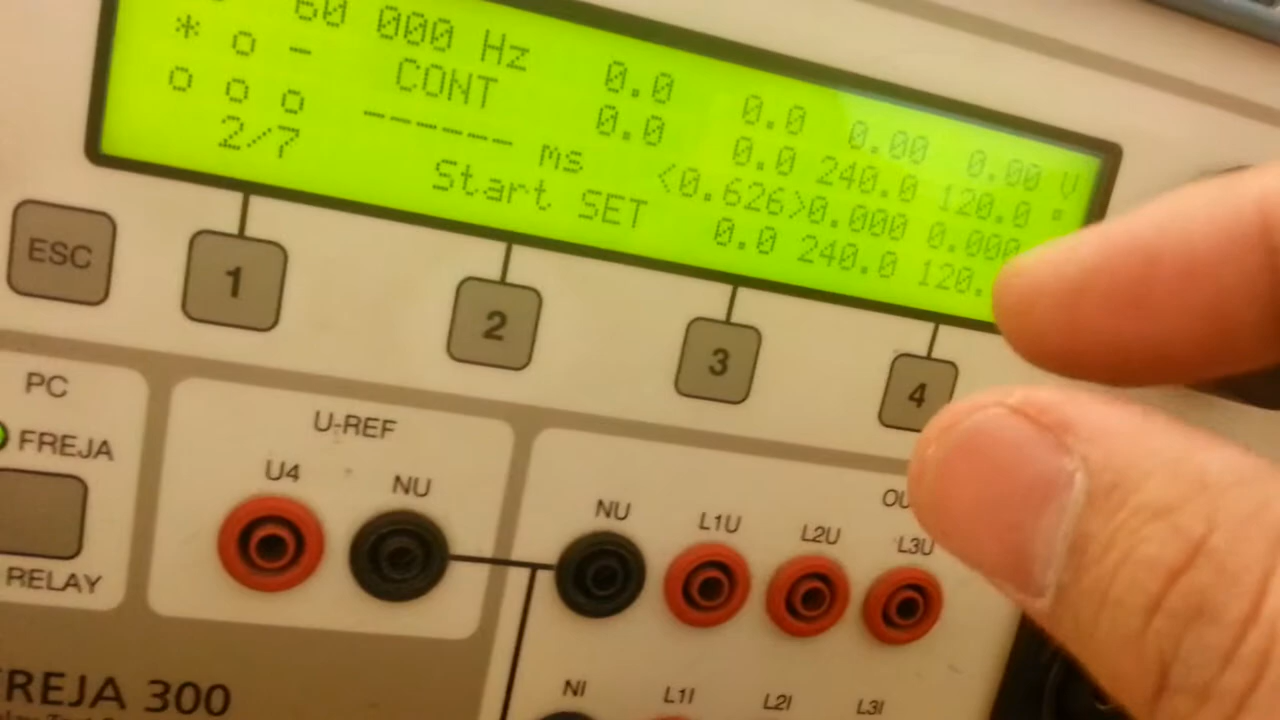 60 000 Hz 0.0 0.0 0.00 0.00 V
* o - CONT 0.0 0.0 240.0 120.0 °
o o o ------ ms <0.626>0.000 0.000
2/7 Start SET 0.0 240.0 120.
ESC
1
2
3
4
PC
FREJA
RELAY
U-REF
U4
NU
NU
L1U
L2U
L3U
NI
L1I
L2I
L3I
REJA 300